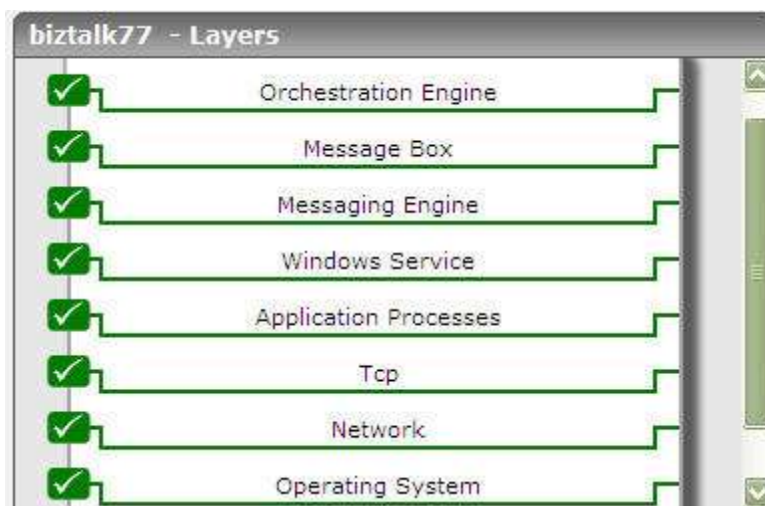 biztalk77 - Layers
Orchestration Engine
Message Box
Messaging Engine
Windows Service
Application Processes
Tcp
Network
Operating System